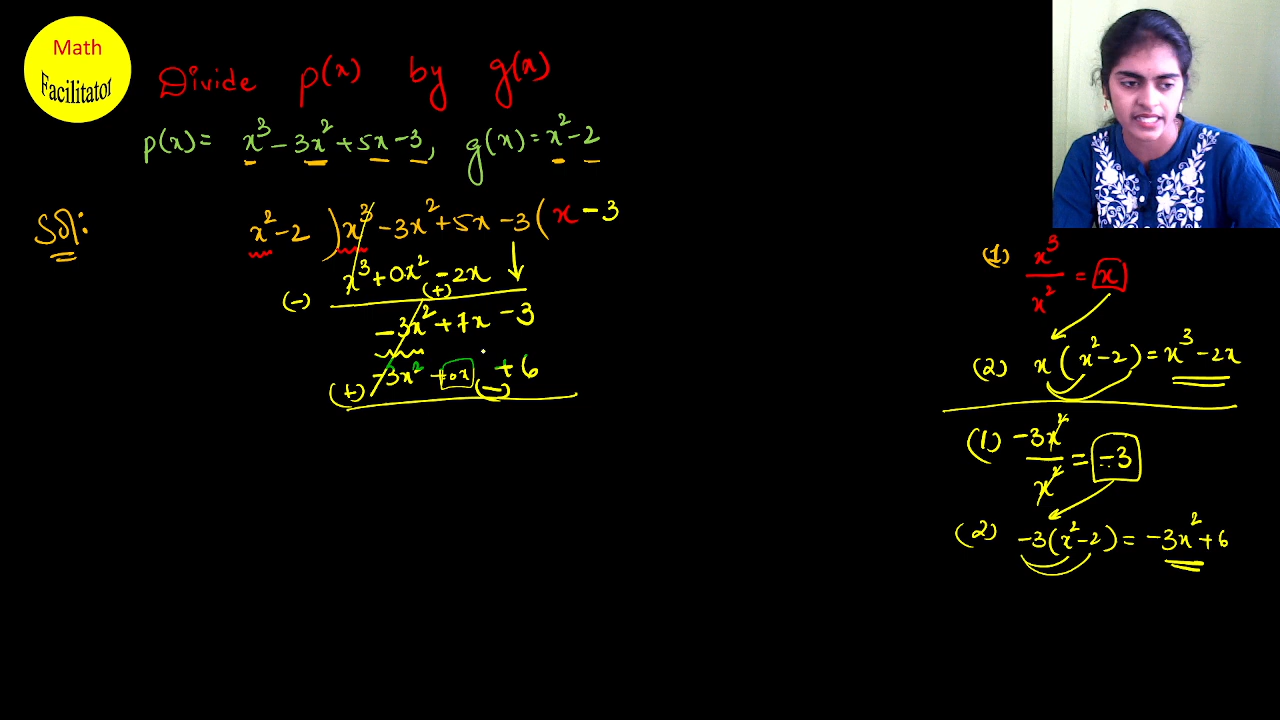 Math
Facilitator
Divide p(x) by g(x)
p(x) = x³ - 3x² + 5x - 3, g(x) = x² - 2
Sol:
x² - 2 ) x³ - 3x² + 5x - 3 ( x - 3
x³ + 0x² - 2x
(-) (+)
-3x² + 7x - 3
-3x² + 0x + 6
(+) (-)
(1) x³/x² = x
(2) x(x² - 2) = x³ - 2x
(1) -3x²/x² = -3
(2) -3(x² - 2) = -3x² + 6